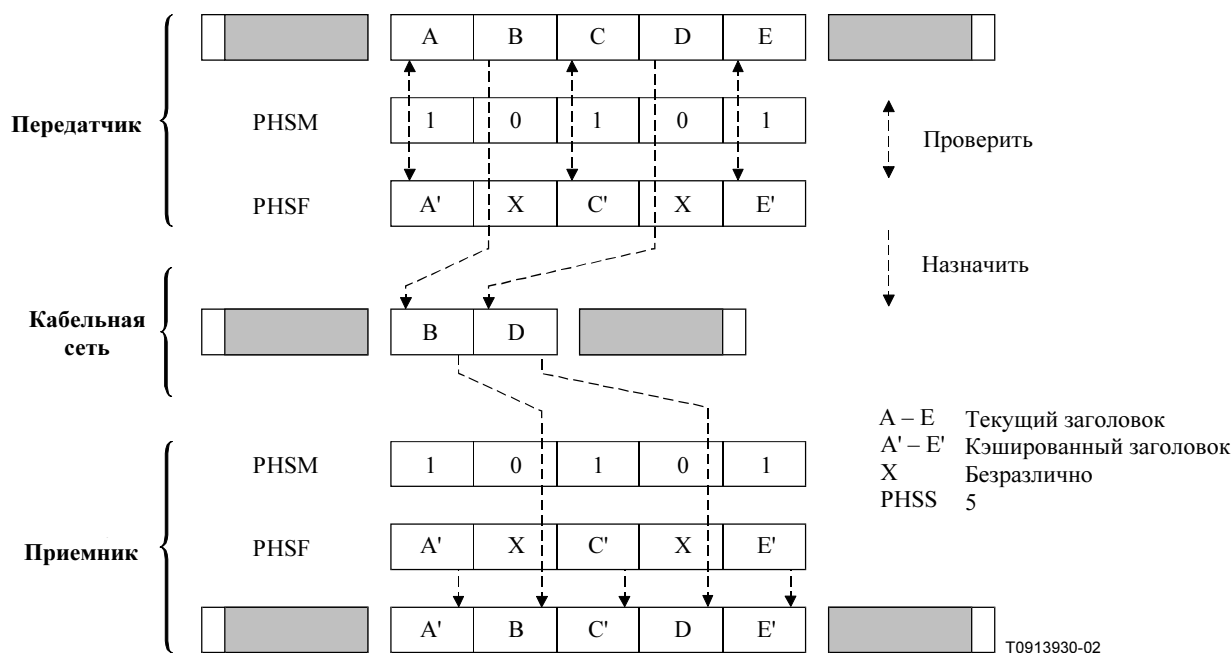 A B C D E
Передатчик
PHSM 1 0 1 0 1
Проверить
PHSF A' X C' X E'
Назначить
Кабельная
сеть
B D
A – E Текущий заголовок
A' – E' Кэшированный заголовок
X Безразлично
PHSS 5
PHSM 1 0 1 0 1
Приемник
PHSF A' X C' X E'
A' B C' D E'
T0913930-02